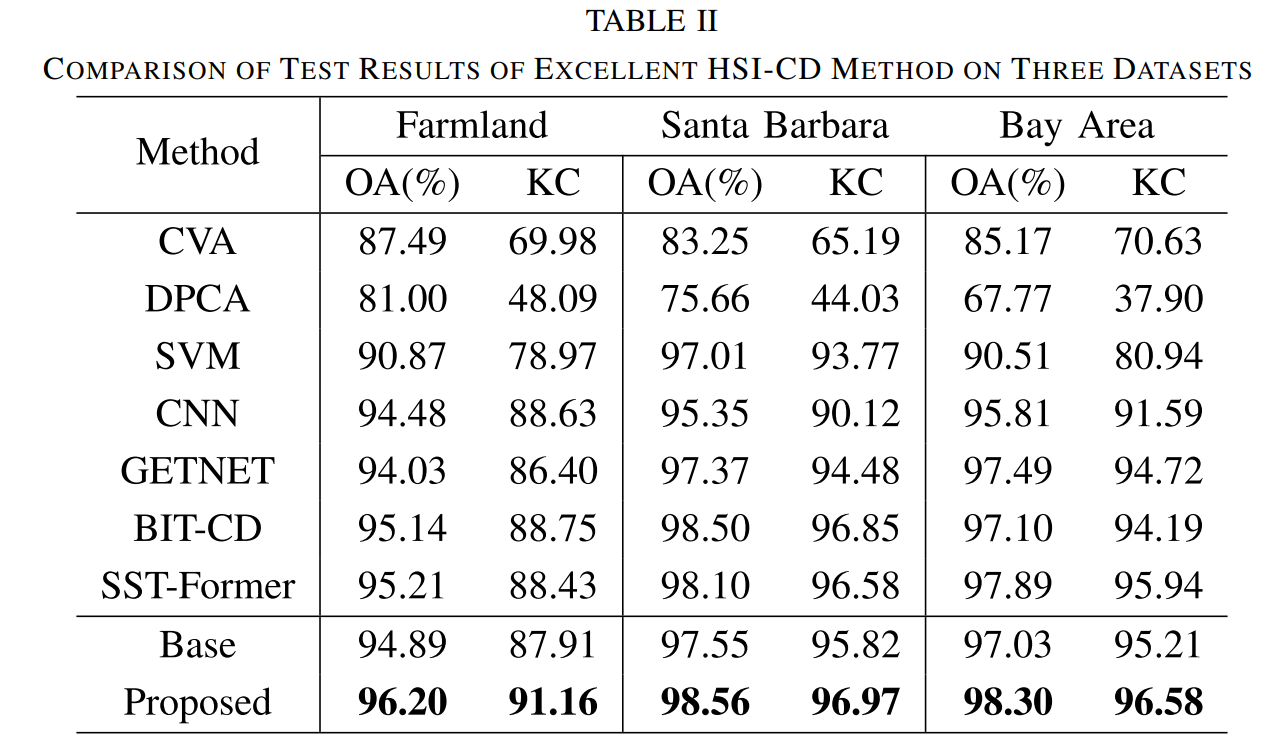 TABLE II
COMPARISON OF TEST RESULTS OF EXCELLENT HSI-CD METHOD ON THREE DATASETS
Method Farmland Santa Barbara Bay Area
OA(%) KC OA(%) KC OA(%) KC
CVA 87.49 69.98 83.25 65.19 85.17 70.63
DPCA 81.00 48.09 75.66 44.03 67.77 37.90
SVM 90.87 78.97 97.01 93.77 90.51 80.94
CNN 94.48 88.63 95.35 90.12 95.81 91.59
GETNET 94.03 86.40 97.37 94.48 97.49 94.72
BIT-CD 95.14 88.75 98.50 96.85 97.10 94.19
SST-Former 95.21 88.43 98.10 96.58 97.89 95.94
Base 94.89 87.91 97.55 95.82 97.03 95.21
Proposed 96.20 91.16 98.56 96.97 98.30 96.58